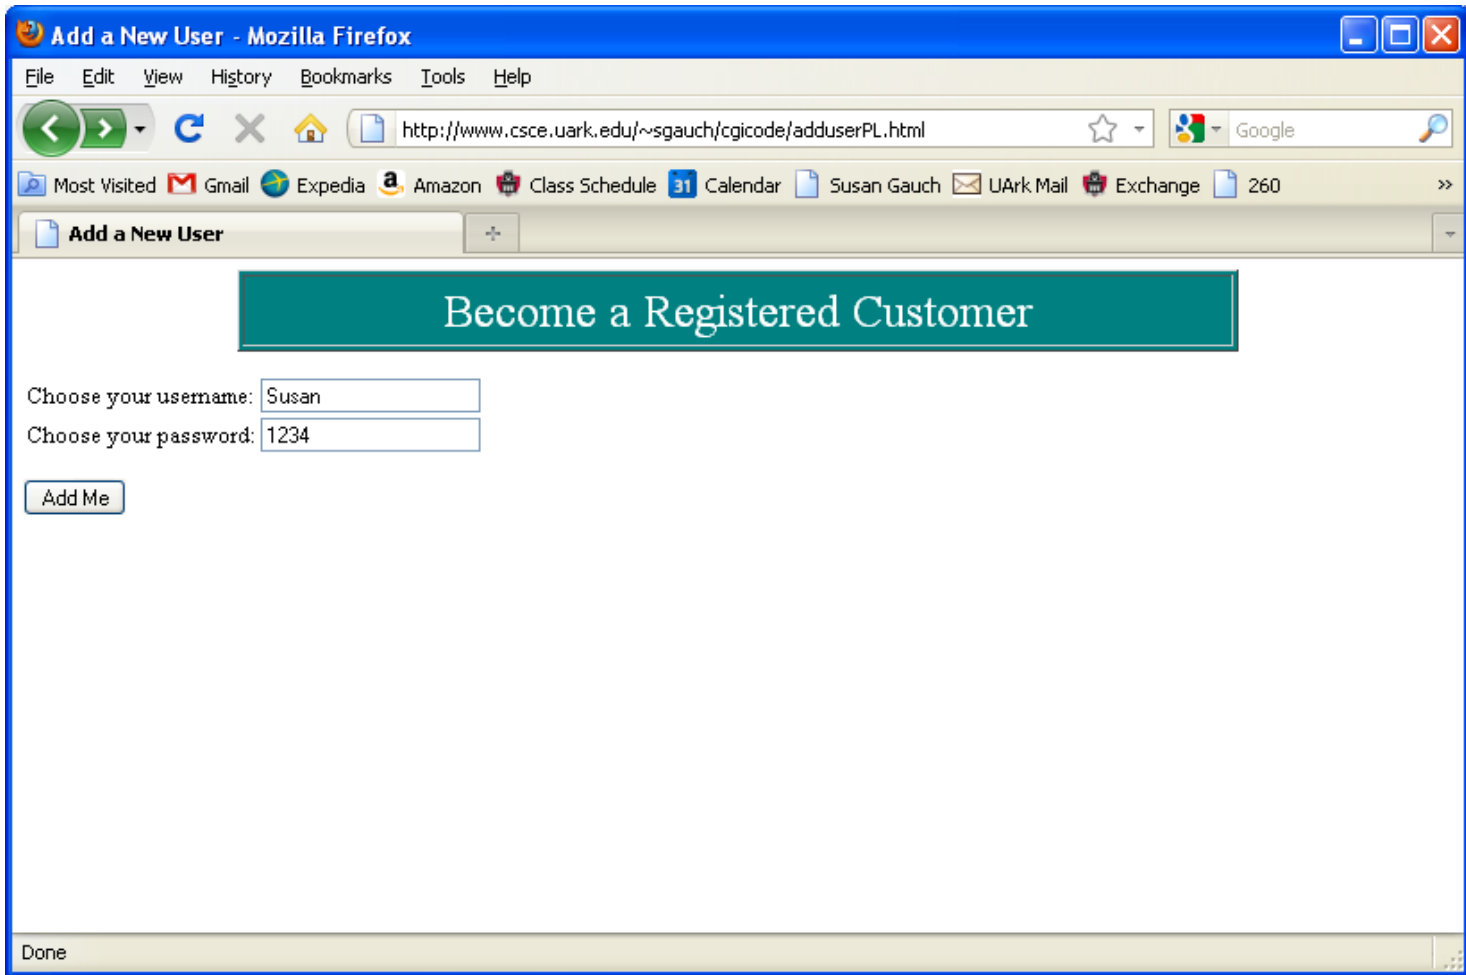 Add a New User - Mozilla Firefox
File Edit View History Bookmarks Tools Help
http://www.csce.uark.edu/~sgauch/cgicode/adduserPL.html Google
Most Visited Gmail Expedia a Amazon Class Schedule 31 Calendar Susan Gauch UArk Mail Exchange 260 »
Add a New User
Become a Registered Customer
Choose your username: Susan
Choose your password: 1234
Add Me
Done